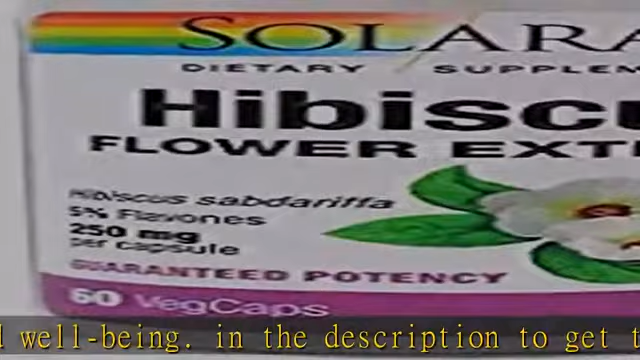 SOLARA
DIETARY SUPPLEM
Hibiscu
FLOWER EXT
Hibiscus sabdariffa
5% Flavones
250 mg
per capsule
GUARANTEED POTENCY
60 VegCaps
d well-being. in the description to get t